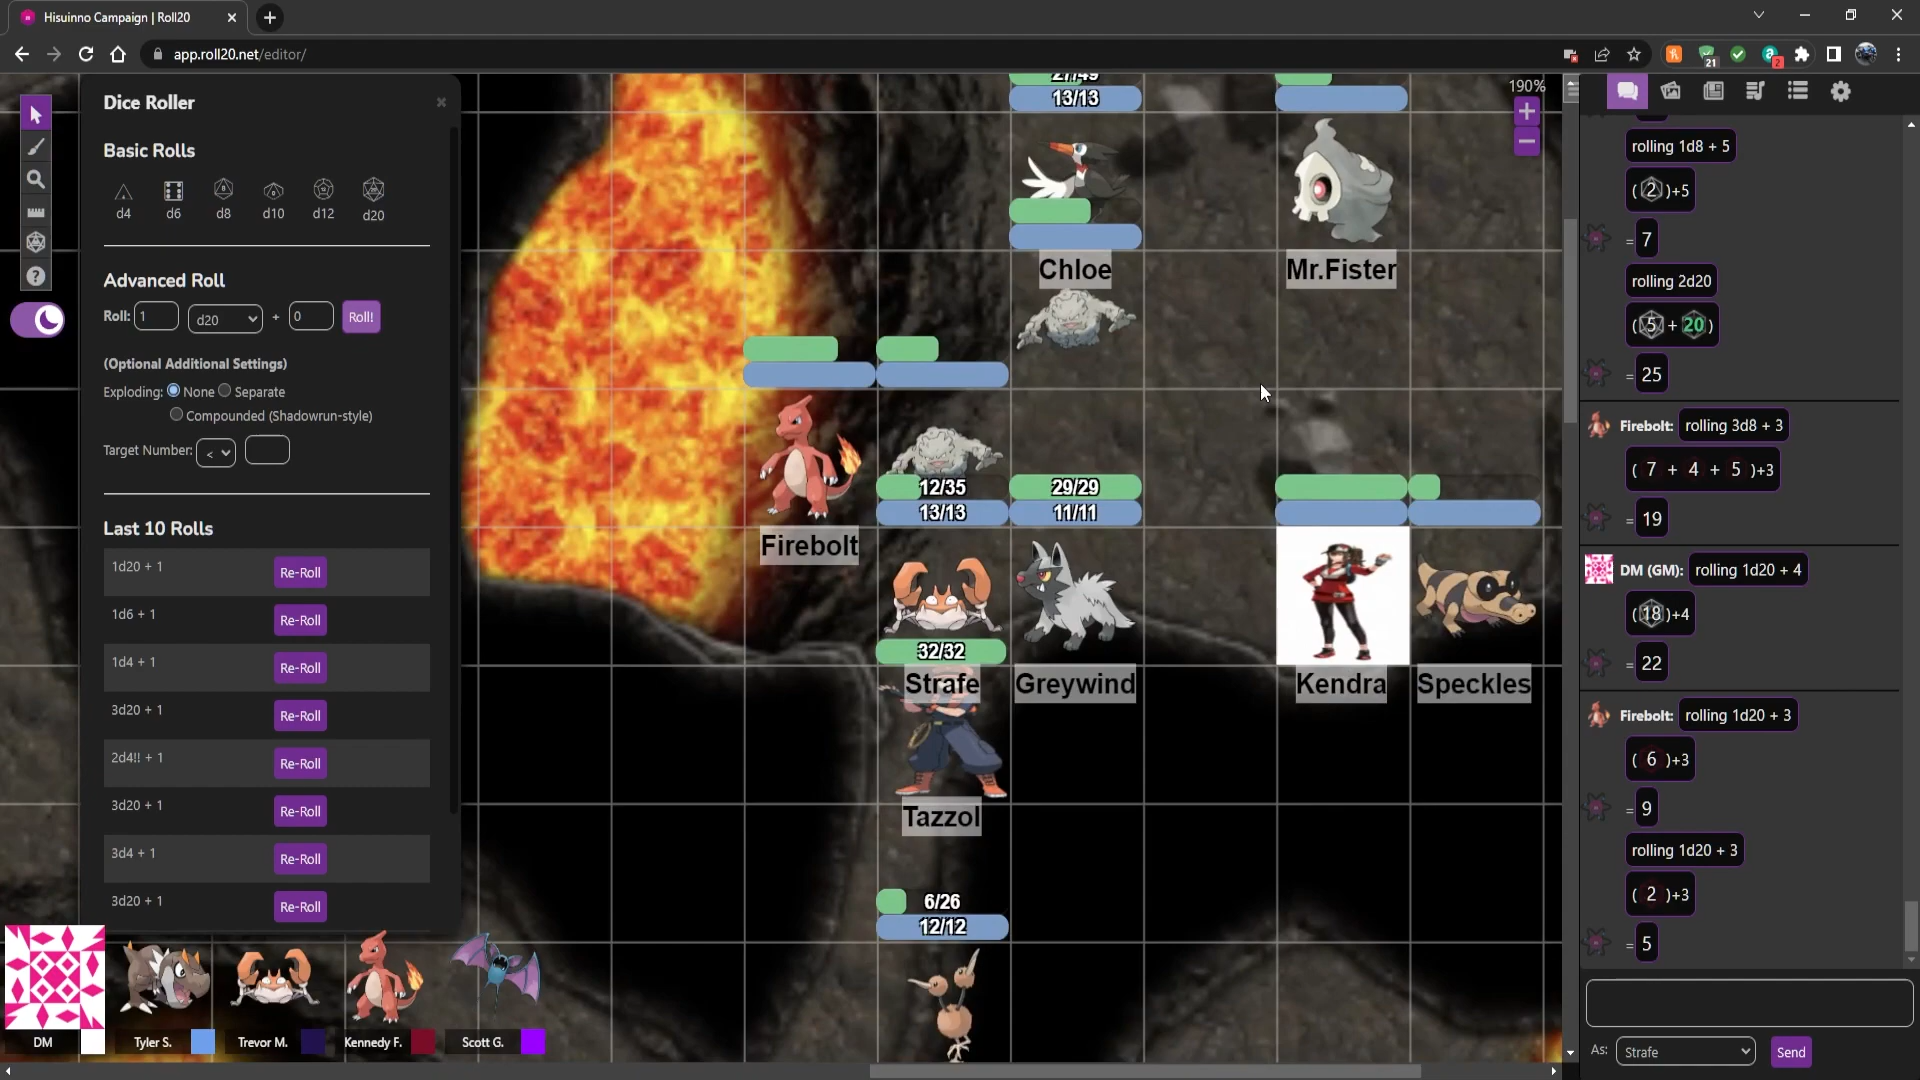 Hisuinno Campaign | Roll20
app.roll20.net/editor/
21
2
Dice Roller
Basic Rolls
d4
d6
d8
d10
d12
d20
Advanced Roll
Roll: 1 d20 + 0 Roll!
(Optional Additional Settings)
Exploding: None Separate
Compounded (Shadowrun-style)
Target Number: <
Last 10 Rolls
1d20 + 1 Re-Roll
1d6 + 1 Re-Roll
1d4 + 1 Re-Roll
3d20 + 1 Re-Roll
2d4!! + 1 Re-Roll
3d20 + 1 Re-Roll
3d4 + 1 Re-Roll
3d20 + 1 Re-Roll
190%
27/49
13/13
Chloe
Mr.Fister
12/35
13/13
29/29
11/11
Firebolt
32/32
Strafe
Greywind
Kendra
Speckles
Tazzol
6/26
12/12
DM
Tyler S.
Trevor M.
Kennedy F.
Scott G.
rolling 1d8 + 5
(2)+5
= 7
rolling 2d20
(5 + 20)
= 25
Firebolt: rolling 3d8 + 3
( 7 + 4 + 5 )+3
= 19
DM (GM): rolling 1d20 + 4
(18)+4
= 22
Firebolt: rolling 1d20 + 3
( 6 )+3
= 9
rolling 1d20 + 3
( 2 )+3
= 5
As: Strafe Send